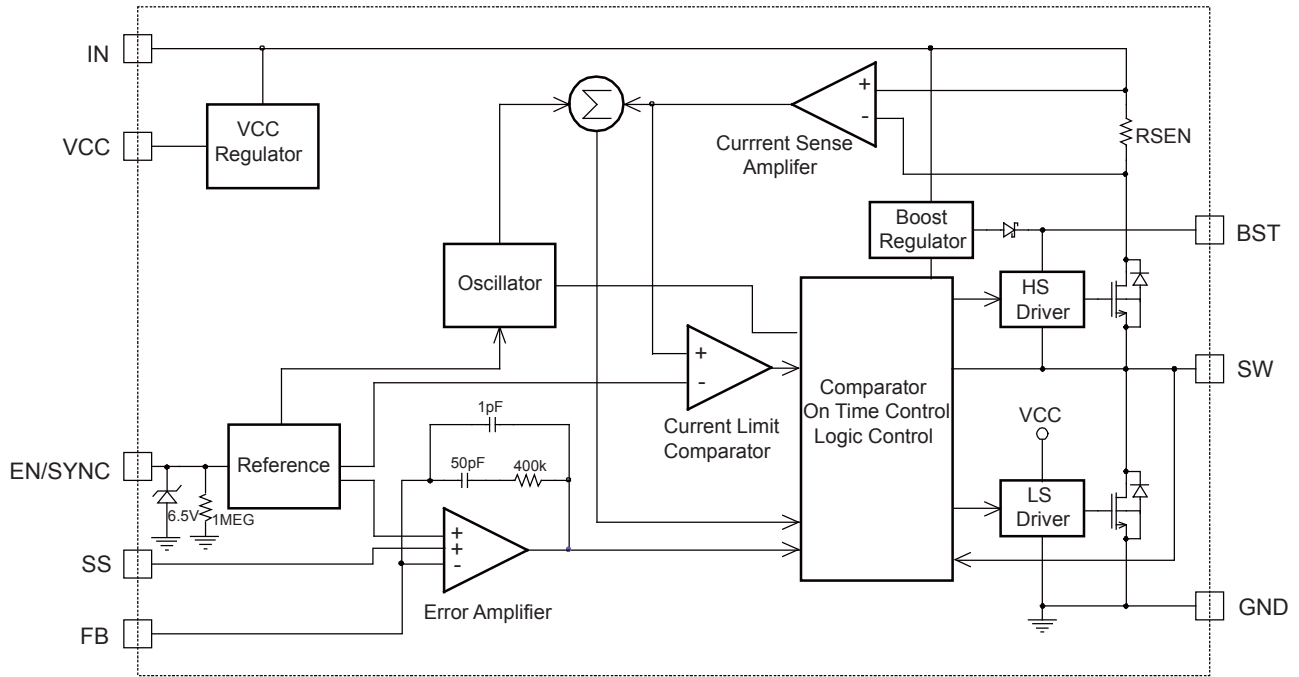 IN
VCC
VCC
Regulator
+
-
Currrent Sense
Amplifer
RSEN
Boost
Regulator
BST
Oscillator
HS
Driver
+
-
Current Limit
Comparator
Comparator
On Time Control
Logic Control
SW
VCC
1pF
50pF
400k
EN/SYNC
Reference
6.5V
1MEG
LS
Driver
SS
+
+
-
Error Amplifier
FB
GND
Σ